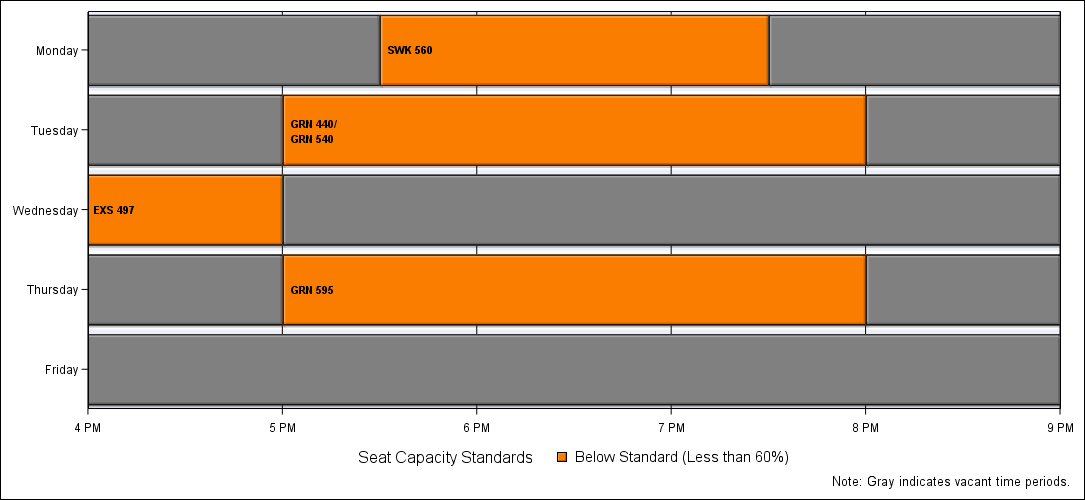 Monday
SWK 560
Tuesday
GRN 440/
GRN 540
Wednesday
EXS 497
Thursday
GRN 595
Friday
4 PM 5 PM 6 PM 7 PM 8 PM 9 PM
Seat Capacity Standards Below Standard (Less than 60%)
Note: Gray indicates vacant time periods.